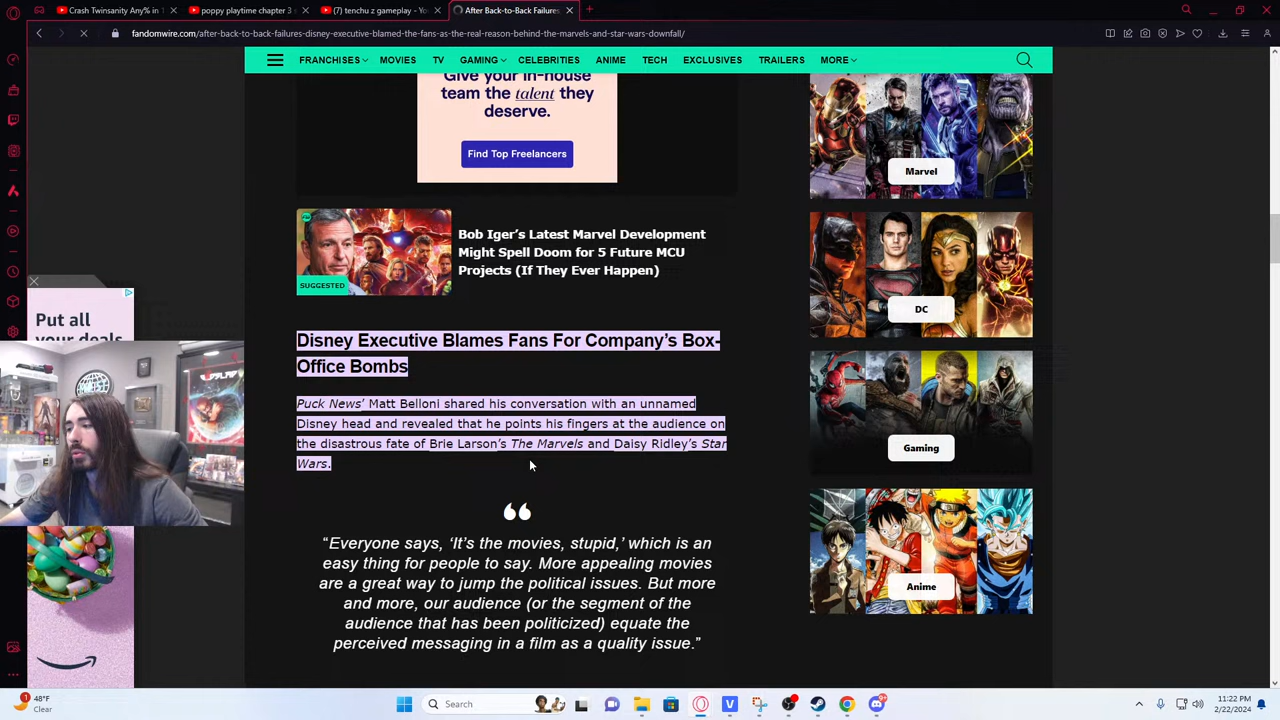 Crash Twinsanity Any% in 1
poppy playtime chapter 3 s
(7) tenchu z gameplay - Yo
After Back-to-Back Failures
fandomwire.com/after-back-to-back-failures-disney-executive-blamed-the-fans-as-the-real-reason-behind-the-marvels-and-star-wars-downfall/
FRANCHISES MOVIES TV GAMING CELEBRITIES ANIME TECH EXCLUSIVES TRAILERS MORE
Give your in-house
team the talent they
deserve.
Find Top Freelancers
Marvel
Bob Iger’s Latest Marvel Development
Might Spell Doom for 5 Future MCU
Projects (If They Ever Happen)
SUGGESTED
DC
Put all
your deals
Disney Executive Blames Fans For Company’s Box-
Office Bombs
Puck News’ Matt Belloni shared his conversation with an unnamed
Disney head and revealed that he points his fingers at the audience on
the disastrous fate of Brie Larson’s The Marvels and Daisy Ridley’s Star
Wars.
Gaming
“Everyone says, ‘It’s the movies, stupid,’ which is an
easy thing for people to say. More appealing movies
are a great way to jump the political issues. But more
and more, our audience (or the segment of the
audience that has been politicized) equate the
perceived messaging in a film as a quality issue.”
Anime
1
48°F
Clear
Search
11:22 PM
2/22/2024